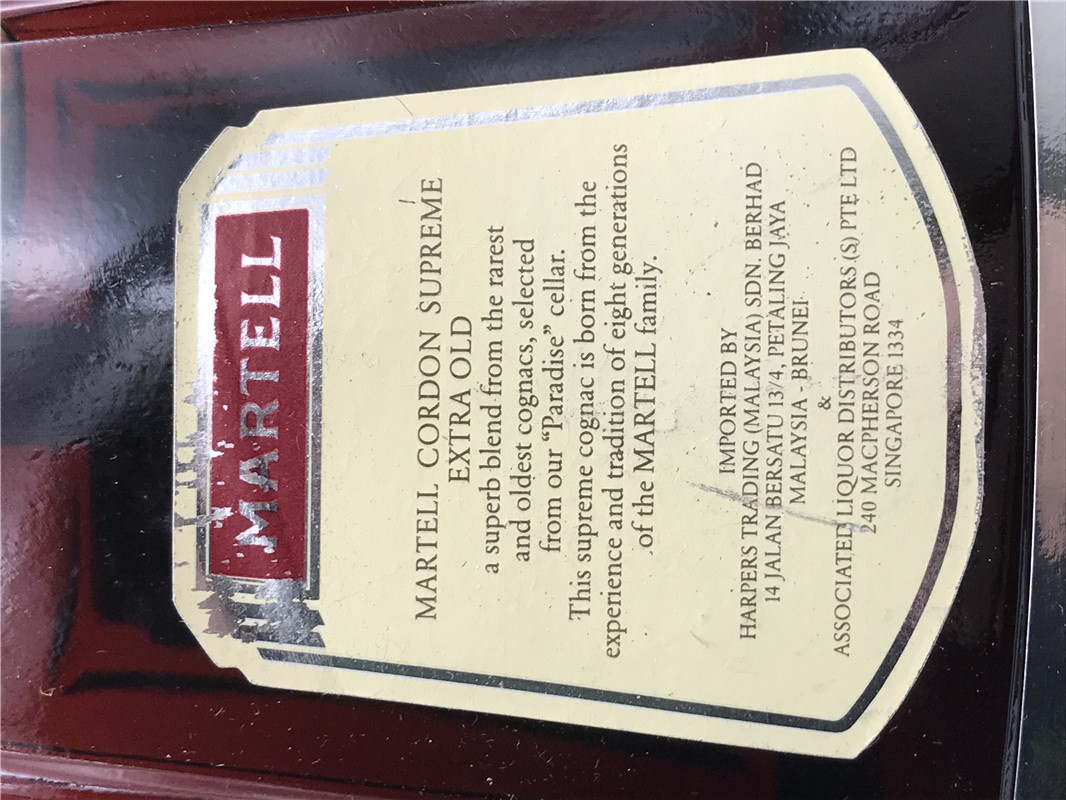 MARTELL
MARTELL CORDON SUPREME
EXTRA OLD
a superb blend from the rarest
and oldest cognacs, selected
from our “Paradise” cellar.
This supreme cognac is born from the
experience and tradition of eight generations
of the MARTELL family.
IMPORTED BY
HARPERS TRADING (MALAYSIA) SDN. BERHAD
14 JALAN BERSATU 13/4, PETALING JAYA
MALAYSIA - BRUNEI
&
ASSOCIATED LIQUOR DISTRIBUTORS (S) PTE LTD
240 MACPHERSON ROAD
SINGAPORE 1334